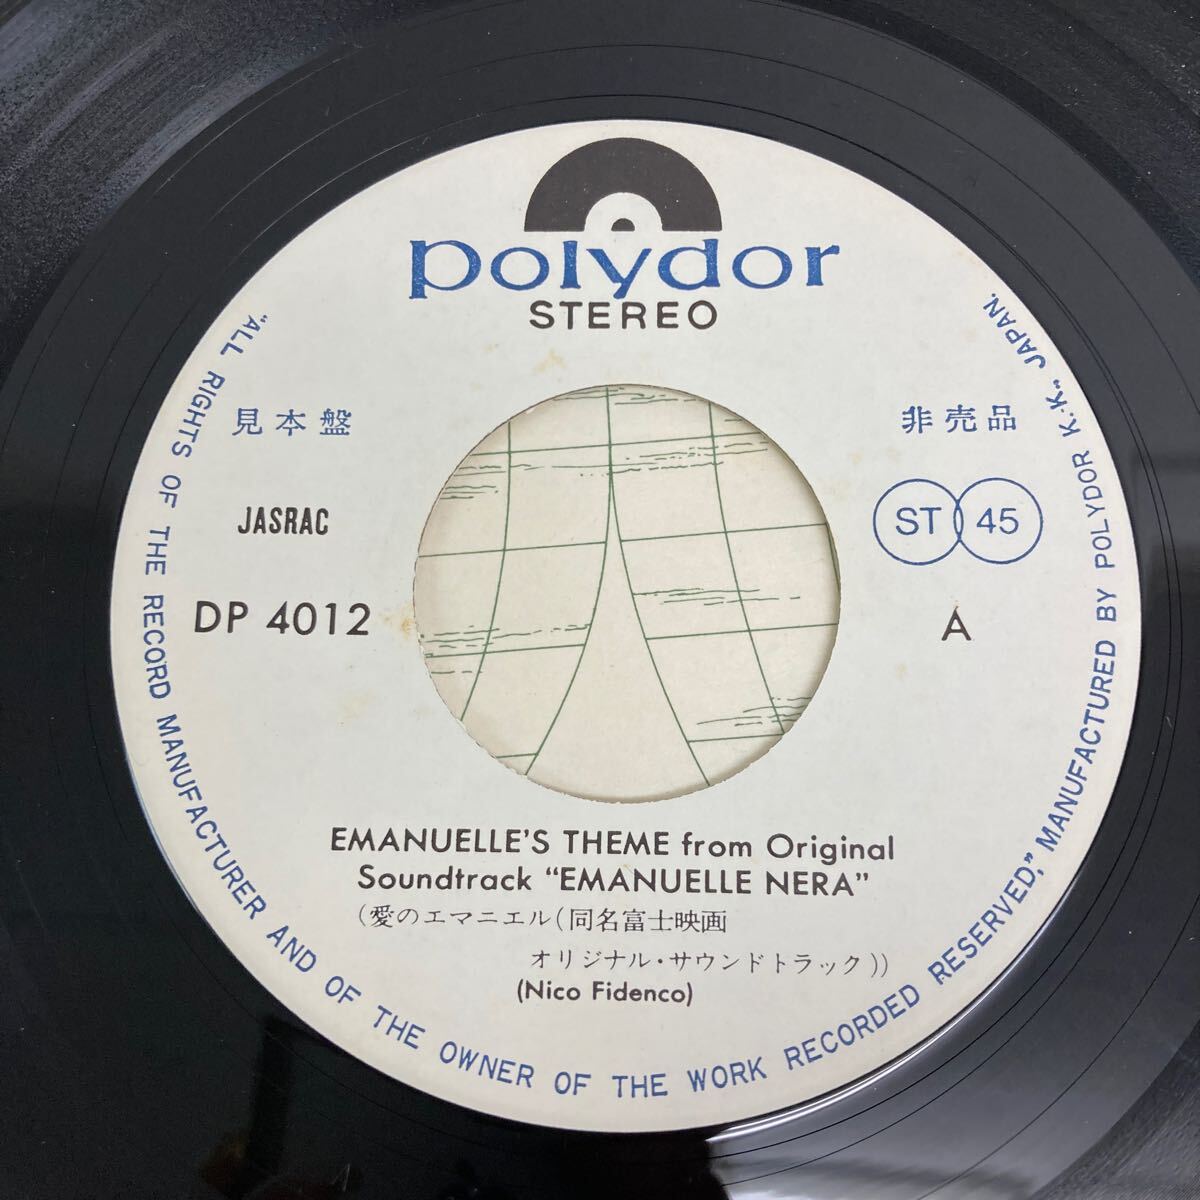 polydor
STEREO
見本盤
非売品
JASRAC
ST 45
DP 4012
A
EMANUELLE'S THEME from Original
Soundtrack “EMANUELLE NERA”
(愛のエマニエル(同名富士映画
オリジナル・サウンドトラック))
(Nico Fidenco)
“ALL RIGHTS OF THE RECORD MANUFACTURER AND OF THE OWNER OF THE WORK RECORDED RESERVED,” MANUFACTURED BY POLYDOR K.K., JAPAN.